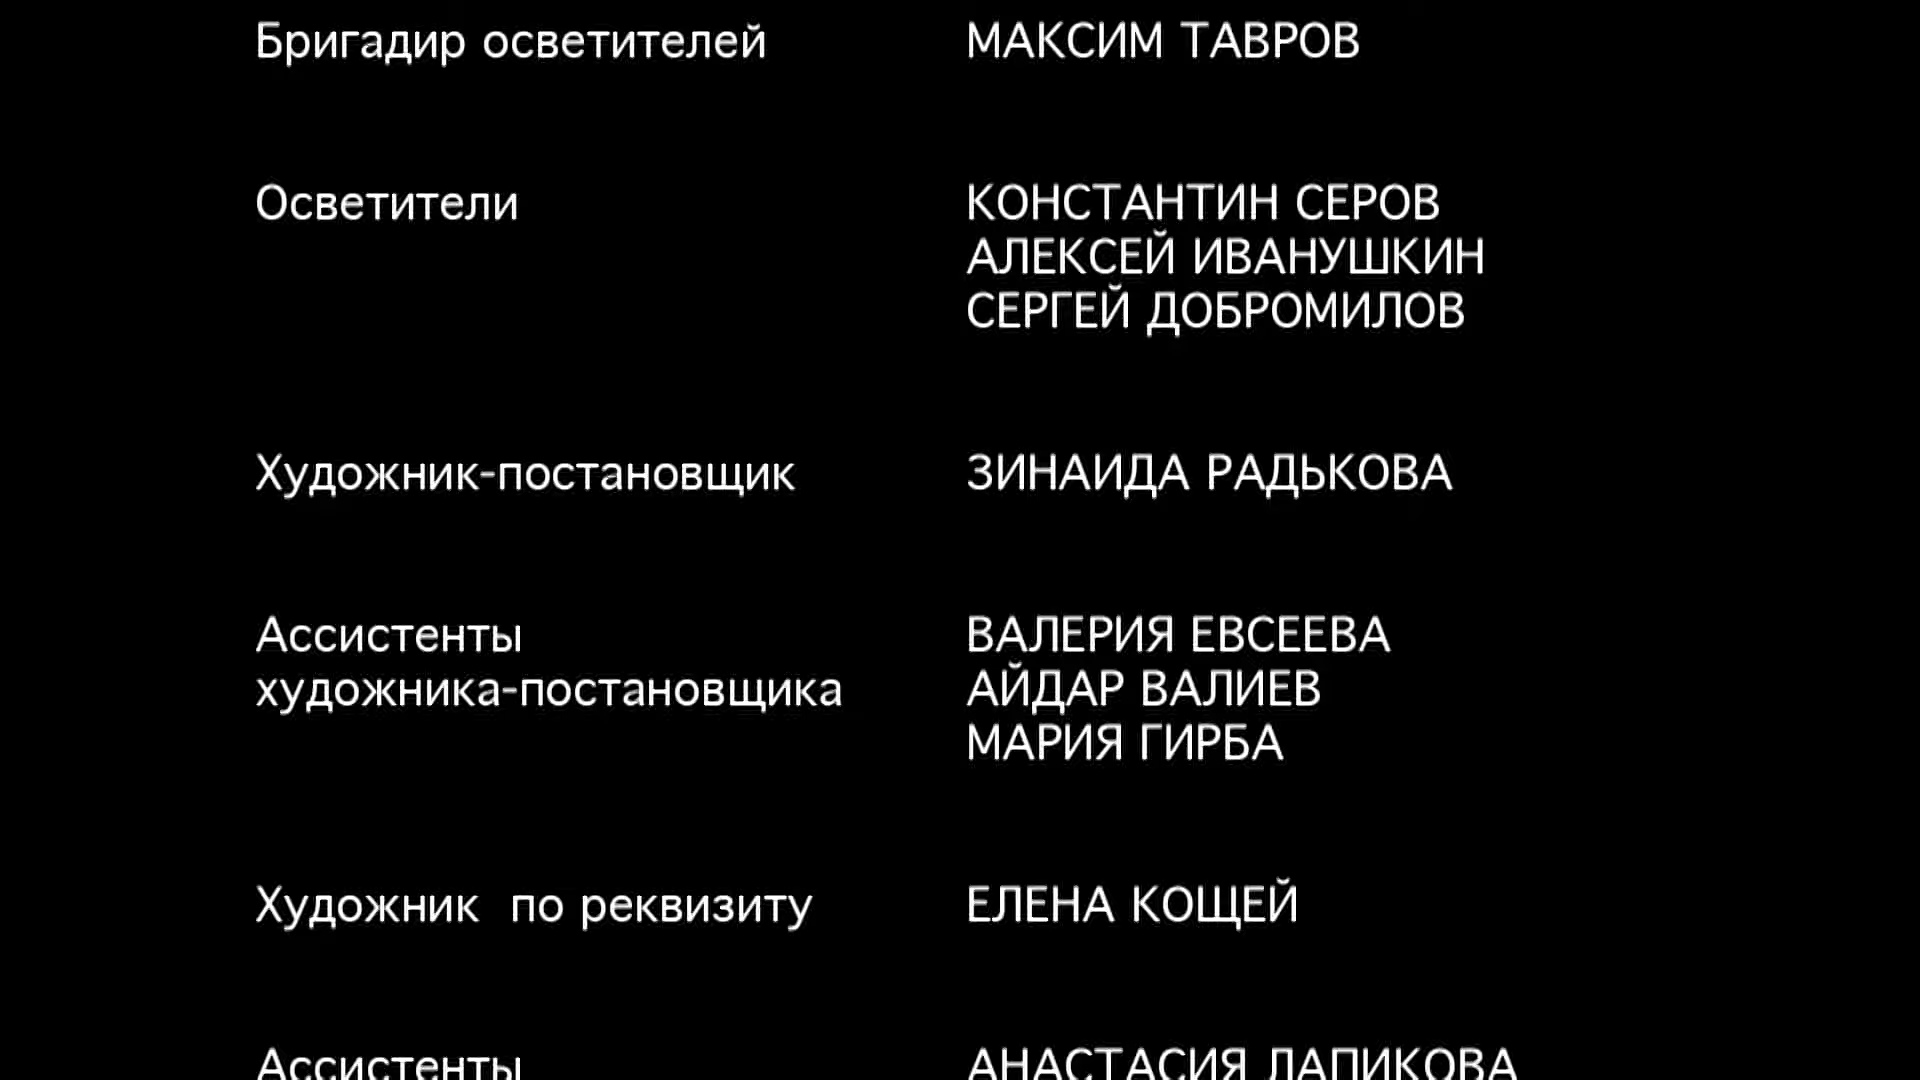 Бригадир осветителей МАКСИМ ТАВРОВ
Осветители КОНСТАНТИН СЕРОВ
АЛЕКСЕЙ ИВАНУШКИН
СЕРГЕЙ ДОБРОМИЛОВ
Художник-постановщик ЗИНАИДА РАДЬКОВА
Ассистенты ВАЛЕРИЯ ЕВСЕЕВА
художника-постановщика АЙДАР ВАЛИЕВ
МАРИЯ ГИРБА
Художник по реквизиту ЕЛЕНА КОЩЕЙ
Ассистенты АНАСТАСИЯ ЛАПИКОВА